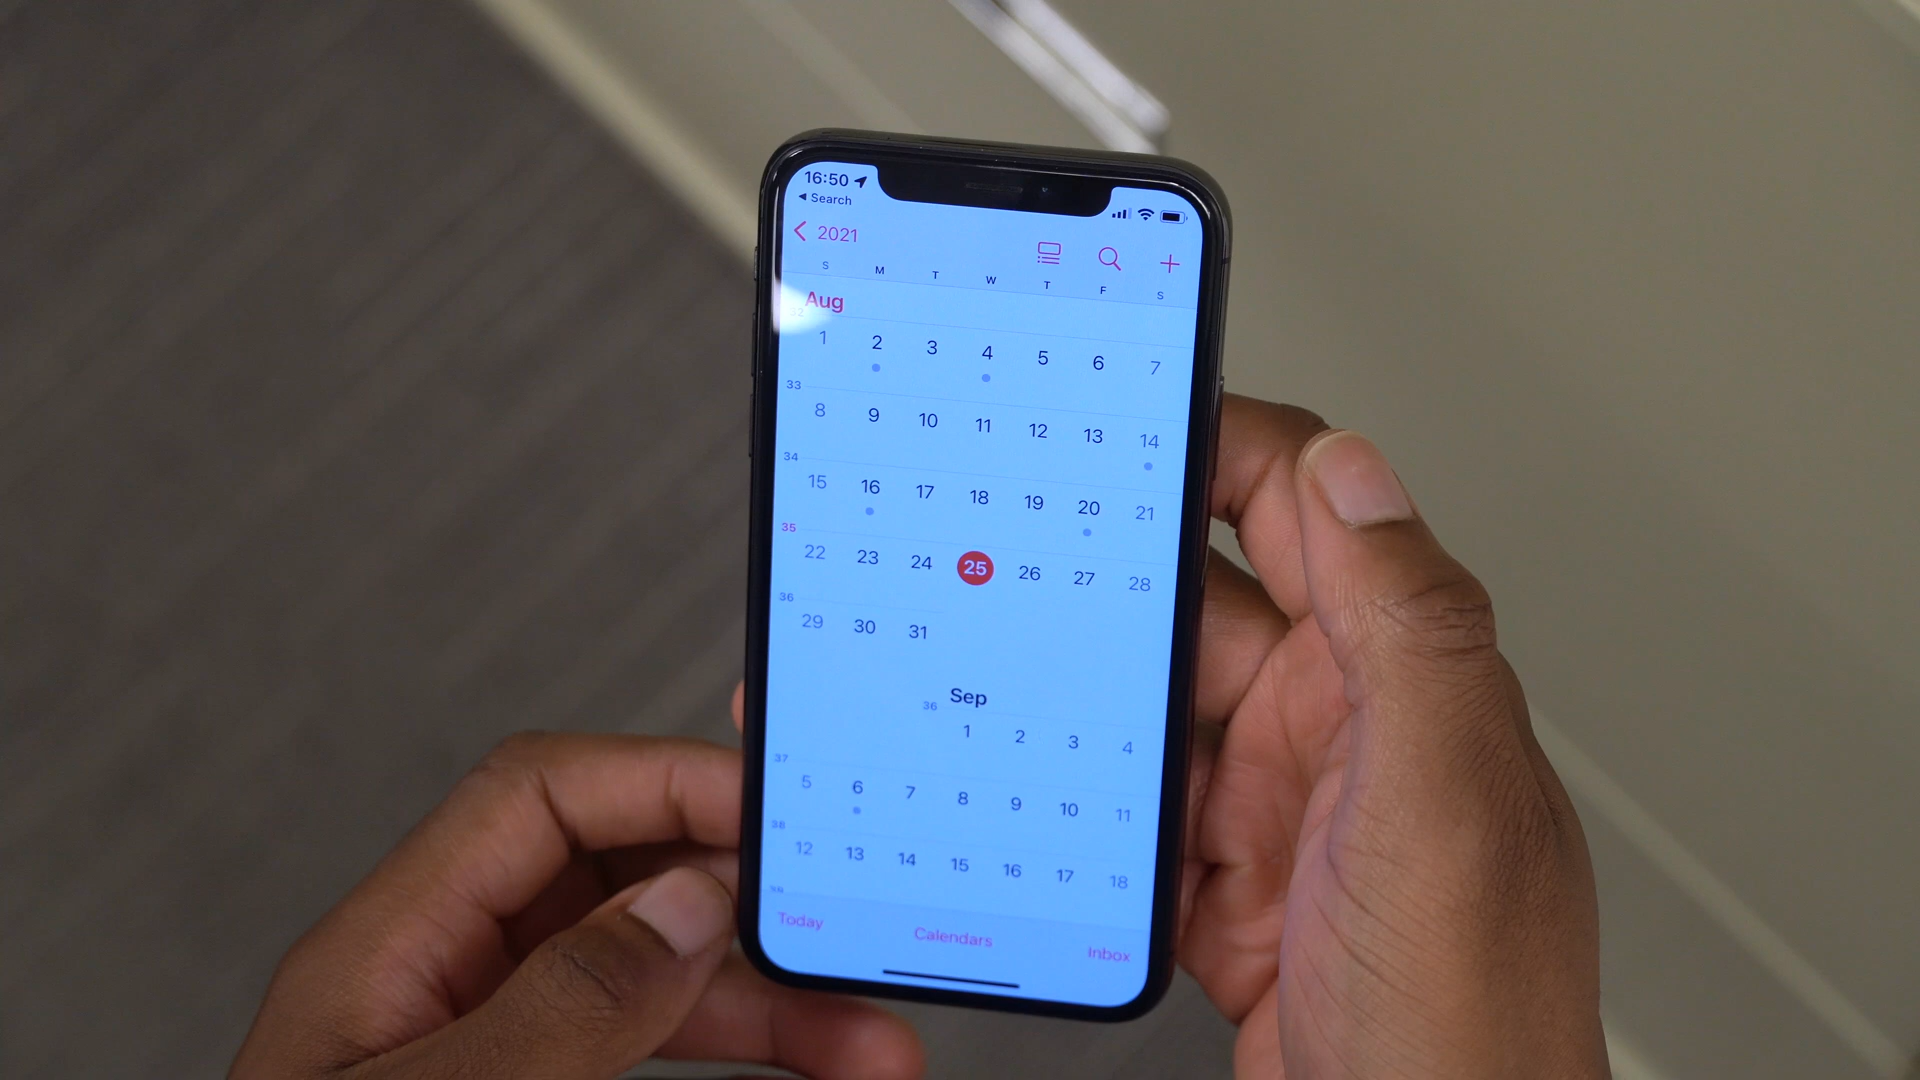 16:50
Search
2021
S M T W T F S
Aug
32
1 2 3 4 5 6 7
33
8 9 10 11 12 13 14
34
15 16 17 18 19 20 21
35
22 23 24 25 26 27 28
36
29 30 31
Sep
36
1 2 3 4
37
5 6 7 8 9 10 11
38
12 13 14 15 16 17 18
39
Today Calendars Inbox